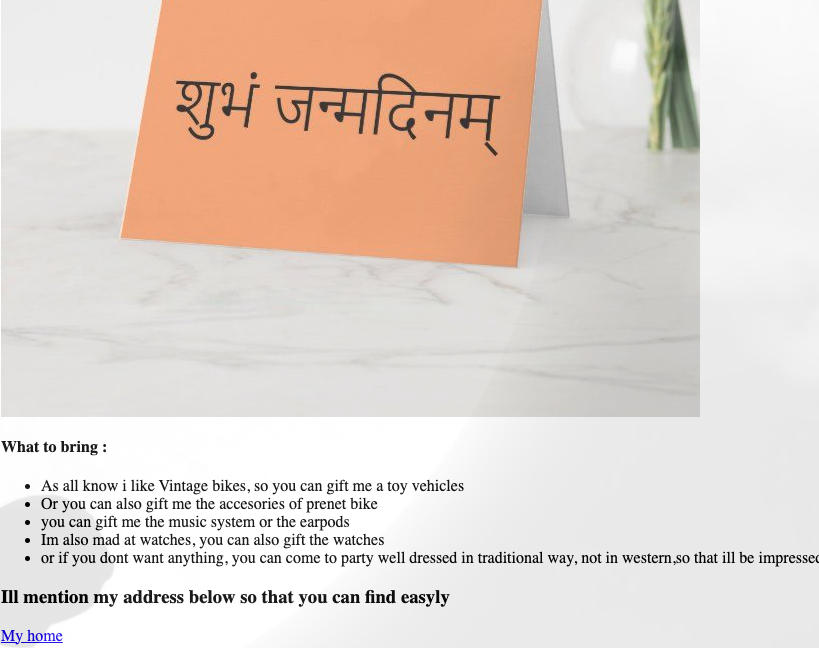 शुभं जन्मदिनम्
What to bring :
As all know i like Vintage bikes, so you can gift me a toy vehicles
Or you can also gift me the accesories of prenet bike
you can gift me the music system or the earpods
Im also mad at watches, you can also gift the watches
or if you dont want anything, you can come to party well dressed in traditional way, not in western,so that ill be impressed
Ill mention my address below so that you can find easyly
My home